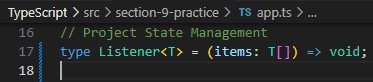 TypeScript > src > section-9-practice > TS app.ts > ...
16 // Project State Management
17 type Listener<T> = (items: T[]) => void;
18